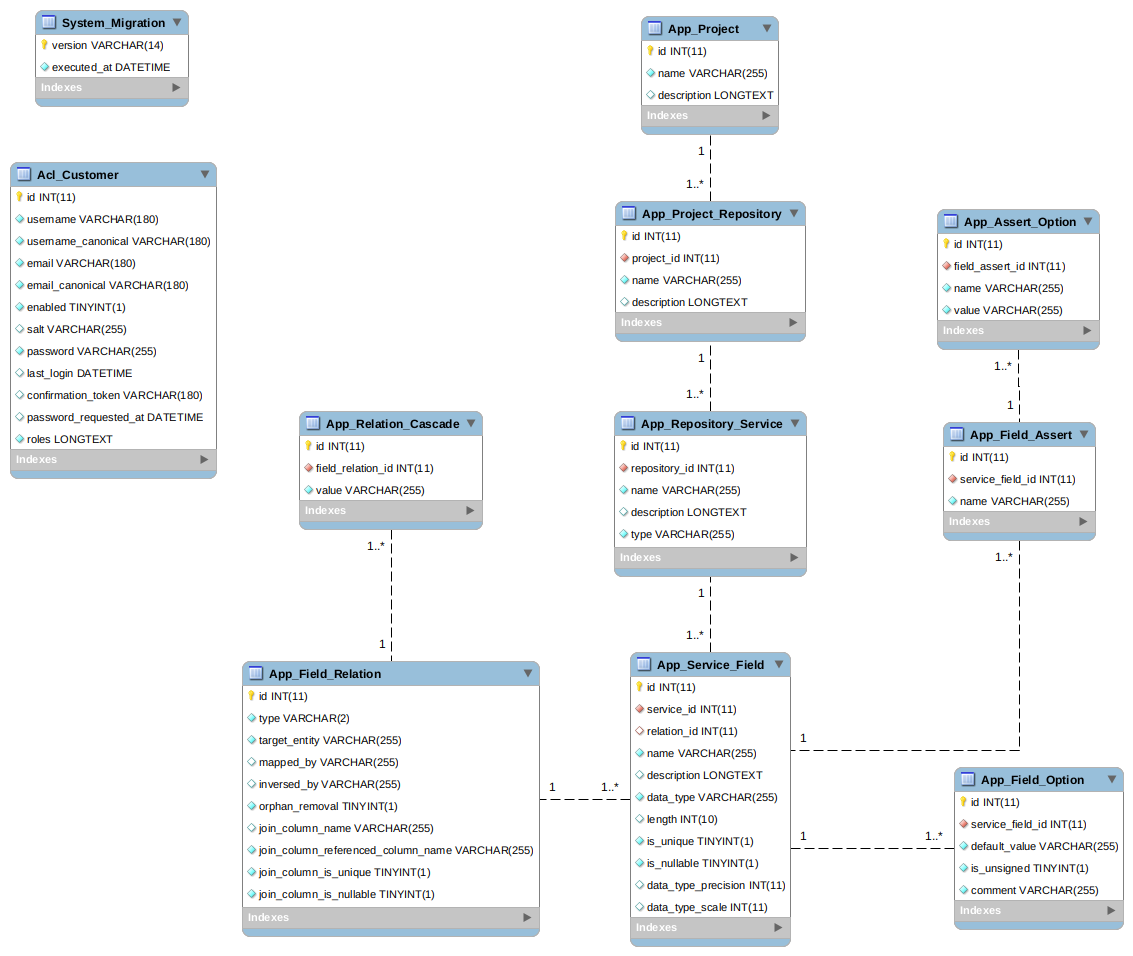 System_Migration
version VARCHAR(14)
executed_at DATETIME
Indexes
Acl_Customer
id INT(11)
username VARCHAR(180)
username_canonical VARCHAR(180)
email VARCHAR(180)
email_canonical VARCHAR(180)
enabled TINYINT(1)
salt VARCHAR(255)
password VARCHAR(255)
last_login DATETIME
confirmation_token VARCHAR(180)
password_requested_at DATETIME
roles LONGTEXT
Indexes
App_Project
id INT(11)
name VARCHAR(255)
description LONGTEXT
Indexes
1
1..*
App_Project_Repository
id INT(11)
project_id INT(11)
name VARCHAR(255)
description LONGTEXT
Indexes
1
1..*
App_Repository_Service
id INT(11)
repository_id INT(11)
name VARCHAR(255)
description LONGTEXT
type VARCHAR(255)
Indexes
1
1..*
App_Assert_Option
id INT(11)
field_assert_id INT(11)
name VARCHAR(255)
value VARCHAR(255)
Indexes
1..*
1
App_Field_Assert
id INT(11)
service_field_id INT(11)
name VARCHAR(255)
Indexes
1..*
1
App_Relation_Cascade
id INT(11)
field_relation_id INT(11)
value VARCHAR(255)
Indexes
1..*
1
App_Field_Relation
id INT(11)
type VARCHAR(2)
target_entity VARCHAR(255)
mapped_by VARCHAR(255)
inversed_by VARCHAR(255)
orphan_removal TINYINT(1)
join_column_name VARCHAR(255)
join_column_referenced_column_name VARCHAR(255)
join_column_is_unique TINYINT(1)
join_column_is_nullable TINYINT(1)
Indexes
1
1..*
App_Service_Field
id INT(11)
service_id INT(11)
relation_id INT(11)
name VARCHAR(255)
description LONGTEXT
data_type VARCHAR(255)
length INT(10)
is_unique TINYINT(1)
is_nullable TINYINT(1)
data_type_precision INT(11)
data_type_scale INT(11)
Indexes
1
1..*
App_Field_Option
id INT(11)
service_field_id INT(11)
default_value VARCHAR(255)
is_unsigned TINYINT(1)
comment VARCHAR(255)
Indexes